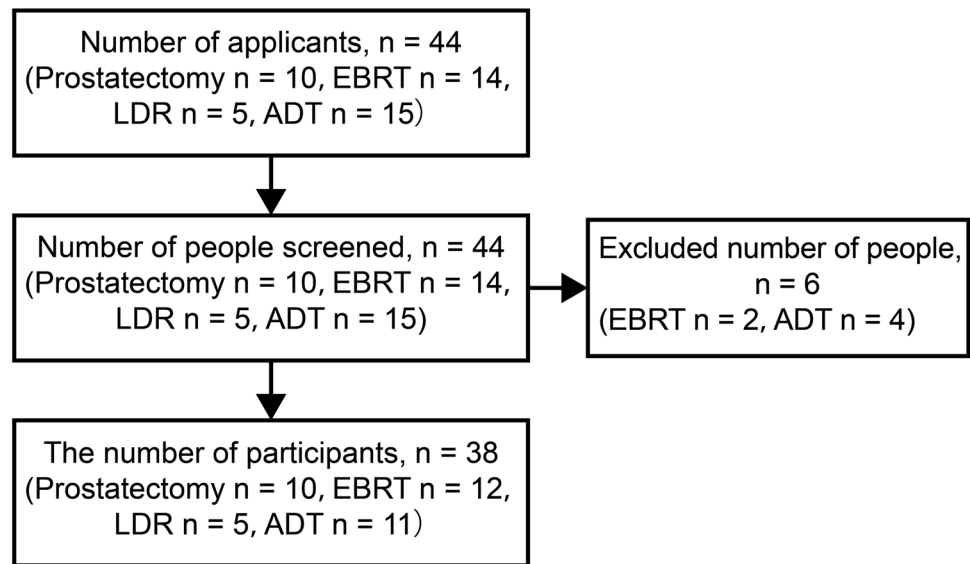 Number of applicants, n = 44
(Prostatectomy n = 10, EBRT n = 14,
LDR n = 5, ADT n = 15）
Number of people screened, n = 44
(Prostatectomy n = 10, EBRT n = 14,
LDR n = 5, ADT n = 15)
Excluded number of people,
n = 6
(EBRT n = 2, ADT n = 4)
The number of participants, n = 38
(Prostatectomy n = 10, EBRT n = 12,
LDR n = 5, ADT n = 11）